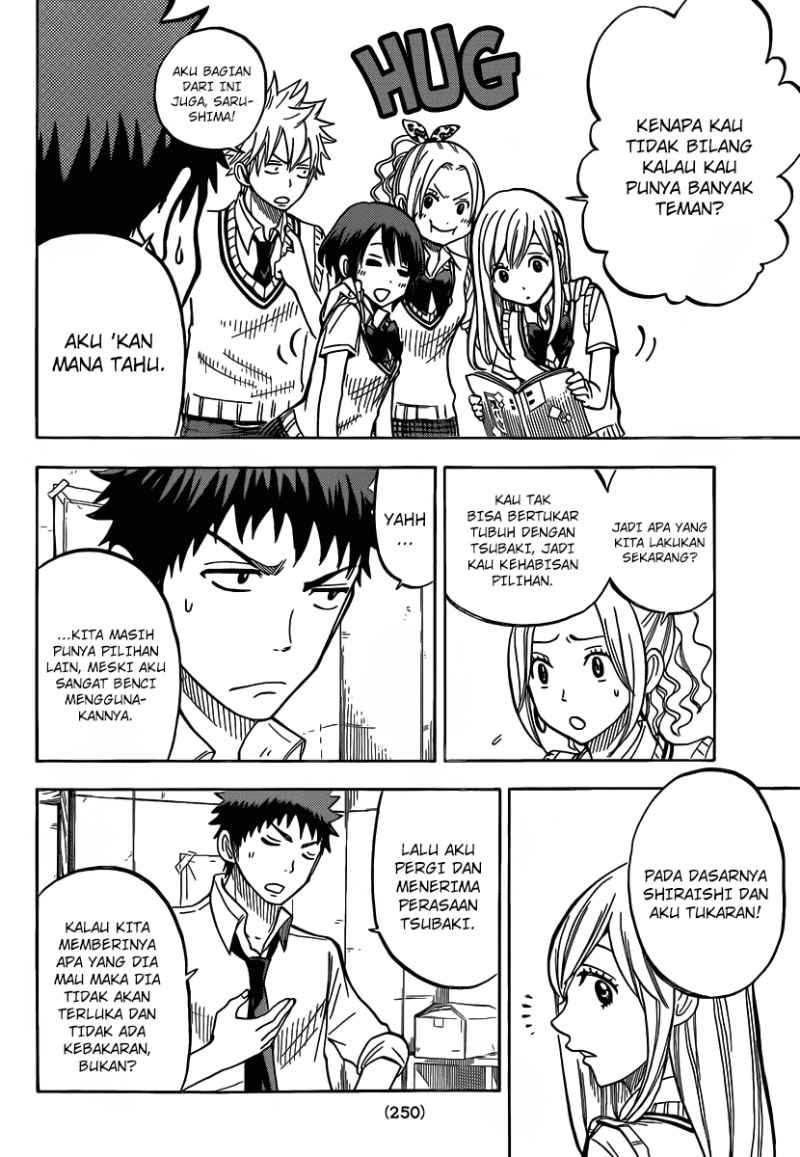 KENAPA KAU
TIDAK BILANG
KALAU KAU
PUNYA BANYAK
TEMAN?
HUG
AKU BAGIAN
DARI INI
JUGA, SARU-
SHIMA!
AKU 'KAN
MANA TAHU.
JADI APA YANG
KITA LAKUKAN
SEKARANG?
KAU TAK
BISA BERTUKAR
TUBUH DENGAN
TSUBAKI, JADI
KAU KEHABISAN
PILIHAN.
YAHH
...
...KITA MASIH
PUNYA PILIHAN
LAIN, MESKI AKU
SANGAT BENCI
MENGGUNA-
KANNYA.
PADA DASARNYA
SHIRAISHI DAN
AKU TUKARAN!
LALU AKU
PERGI DAN
MENERIMA
PERASAAN
TSUBAKI.
KALAU KITA
MEMBERINYA
APA YANG DIA
MAU MAKA DIA
TIDAK AKAN
TERLUKA DAN
TIDAK ADA
KEBAKARAN,
BUKAN?
(250)